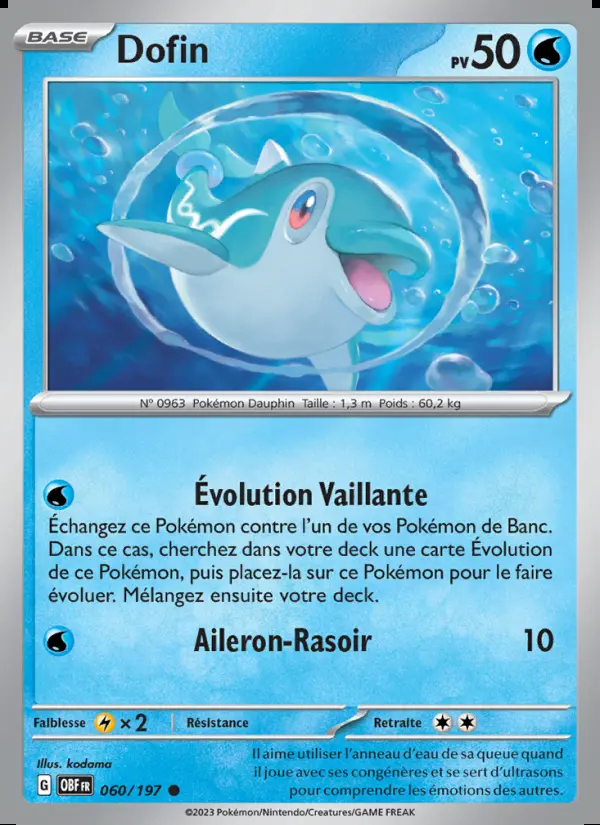 BASE
Dofin
PV 50
N° 0963 Pokémon Dauphin Taille : 1,3 m Poids : 60,2 kg
Évolution Vaillante
Échangez ce Pokémon contre l'un de vos Pokémon de Banc.
Dans ce cas, cherchez dans votre deck une carte Évolution
de ce Pokémon, puis placez-la sur ce Pokémon pour le faire
évoluer. Mélangez ensuite votre deck.
Aileron-Rasoir 10
Faiblesse ×2 Résistance Retraite
Illus. kodama
G OBF FR 060/197
Il aime utiliser l'anneau d'eau de sa queue quand
il joue avec ses congénères et se sert d'ultrasons
pour comprendre les émotions des autres.
©2023 Pokémon/Nintendo/Creatures/GAME FREAK